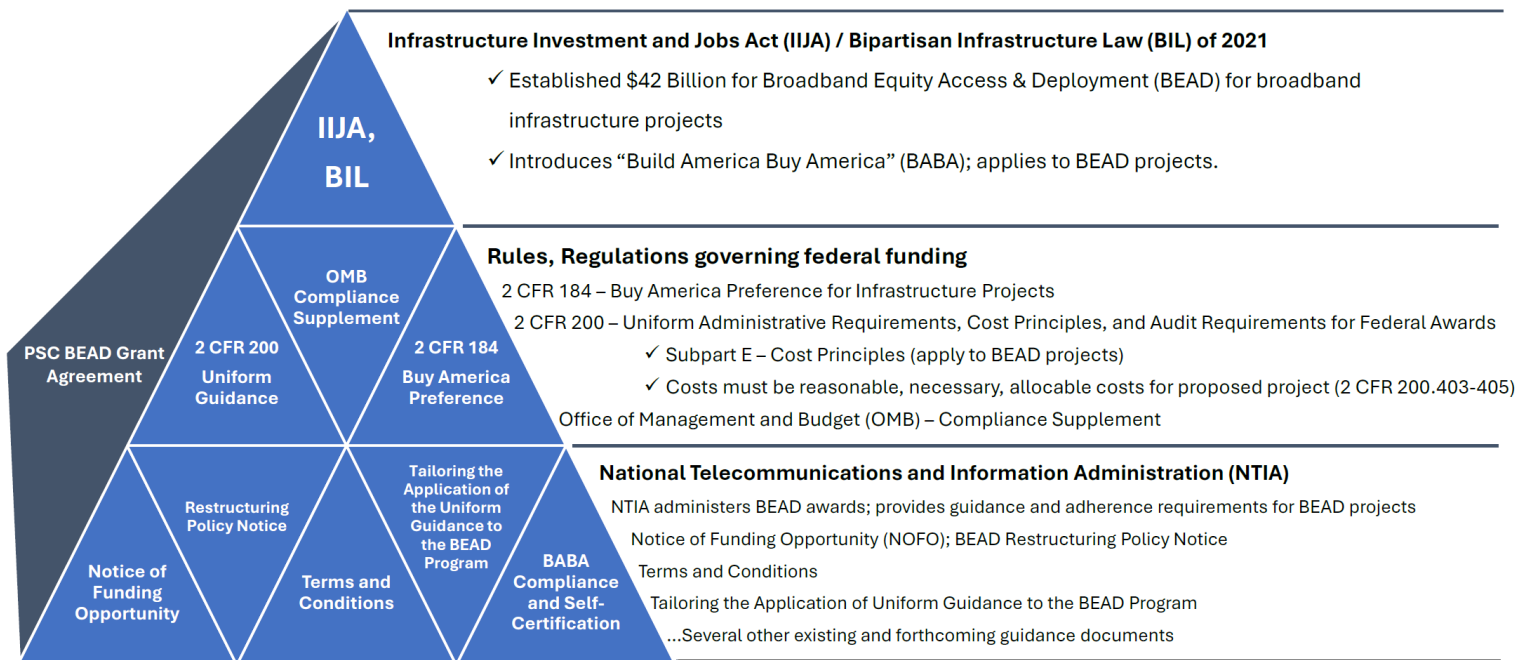 Infrastructure Investment and Jobs Act (IIJA) / Bipartisan Infrastructure Law (BIL) of 2021
✓ Established $42 Billion for Broadband Equity Access & Deployment (BEAD) for broadband
infrastructure projects
✓ Introduces “Build America Buy America” (BABA); applies to BEAD projects.
IIJA,
BIL
Rules, Regulations governing federal funding
2 CFR 184 – Buy America Preference for Infrastructure Projects
2 CFR 200 – Uniform Administrative Requirements, Cost Principles, and Audit Requirements for Federal Awards
✓ Subpart E – Cost Principles (apply to BEAD projects)
✓ Costs must be reasonable, necessary, allocable costs for proposed project (2 CFR 200.403-405)
Office of Management and Budget (OMB) – Compliance Supplement
PSC BEAD Grant
Agreement
2 CFR 200
Uniform
Guidance
OMB
Compliance
Supplement
2 CFR 184
Buy America
Preference
National Telecommunications and Information Administration (NTIA)
NTIA administers BEAD awards; provides guidance and adherence requirements for BEAD projects
Notice of Funding Opportunity (NOFO); BEAD Restructuring Policy Notice
Terms and Conditions
Tailoring the Application of Uniform Guidance to the BEAD Program
...Several other existing and forthcoming guidance documents
Notice of
Funding
Opportunity
Restructuring
Policy Notice
Terms and
Conditions
Tailoring the
Application of
the Uniform
Guidance to
the BEAD
Program
BABA
Compliance
and Self-
Certification